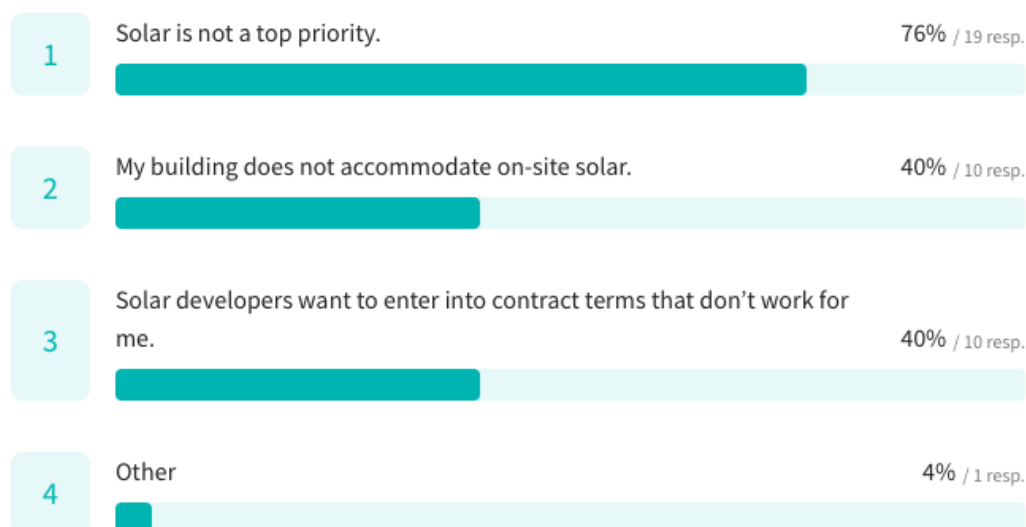 1
Solar is not a top priority.
76% / 19 resp.
2
My building does not accommodate on-site solar.
40% / 10 resp.
3
Solar developers want to enter into contract terms that don’t work for
me.
40% / 10 resp.
4
Other
4% / 1 resp.